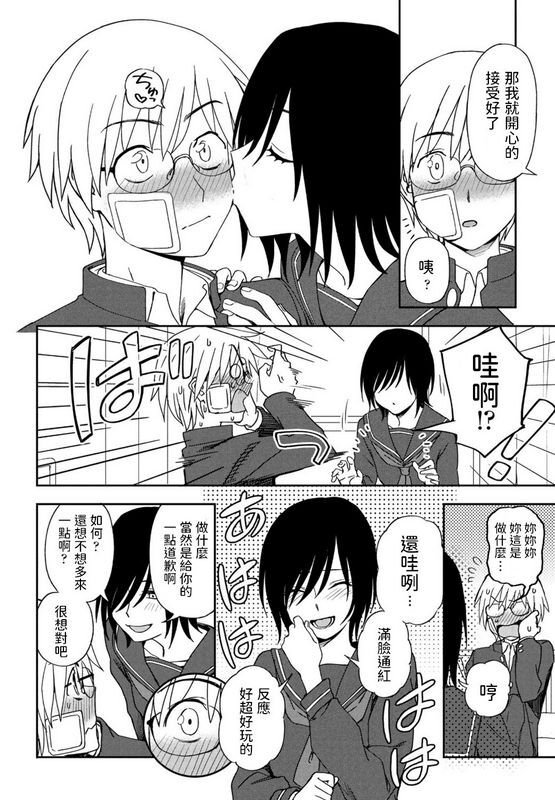 那我就開心的
接受好了
咦?
ちゅっ♡
哇啊!?
ばっ
妳妳妳
妳這是
做什麼…
哼
還哇咧…
滿臉通紅
反應
好超好玩的
あはは
はは
做什麼
當然是給你的
一點道歉啊
如何?
還想不想多來
一點啊?
很想對吧